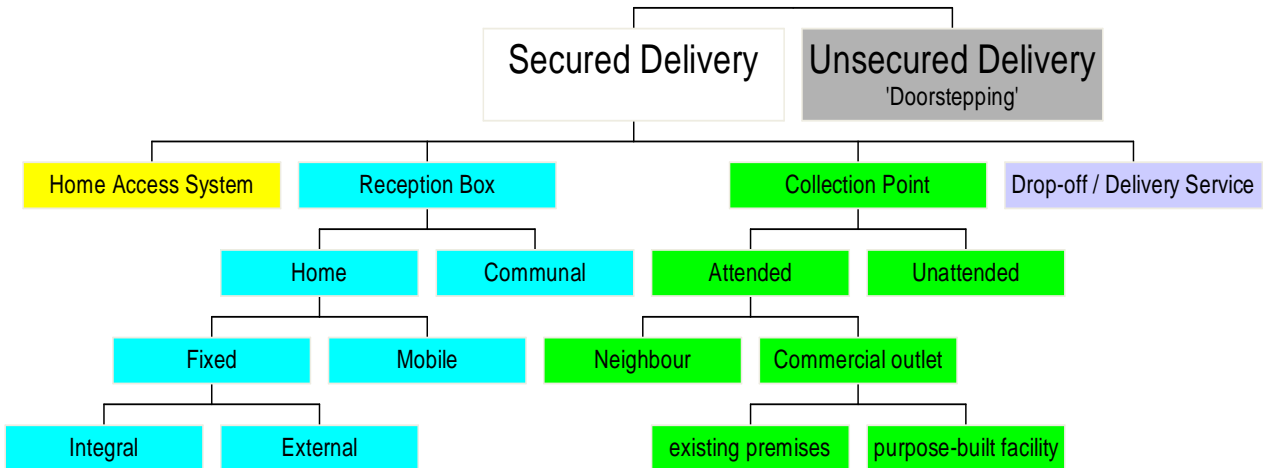 Secured Delivery
Unsecured Delivery
'Doorstepping'
Home Access System
Reception Box
Collection Point
Drop-off / Delivery Service
Home
Communal
Attended
Unattended
Fixed
Mobile
Neighbour
Commercial outlet
Integral
External
existing premises
purpose-built facility